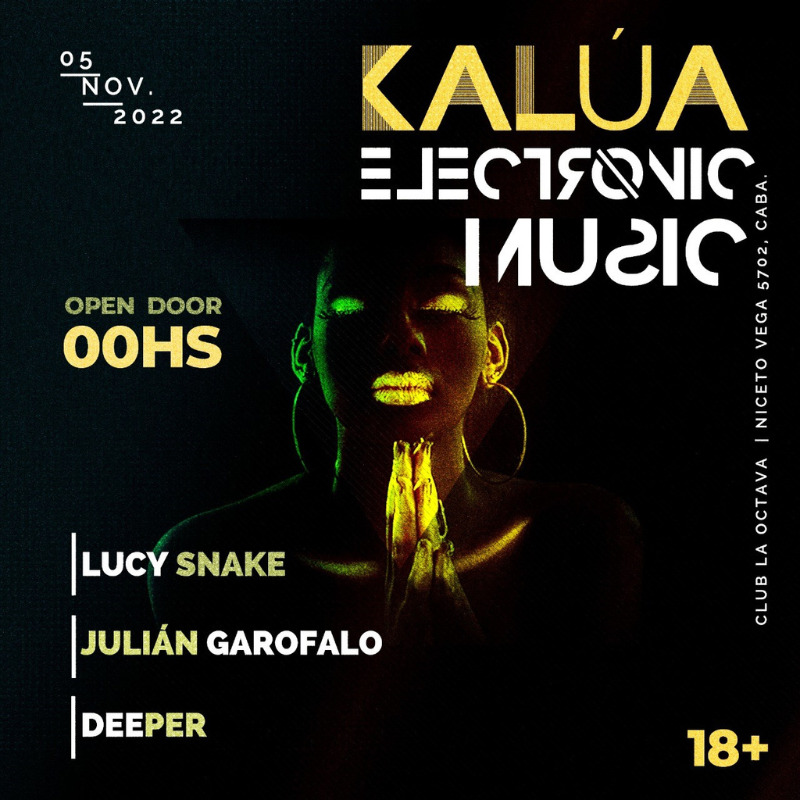 05
NOV.
2022
KALÚA
ELECTRONIC
MUSIC
CLUB LA OCTAVA | NICETO VEGA 5702, CABA.
OPEN DOOR
00HS
LUCY SNAKE
JULIÁN GAROFALO
DEEPER
18+